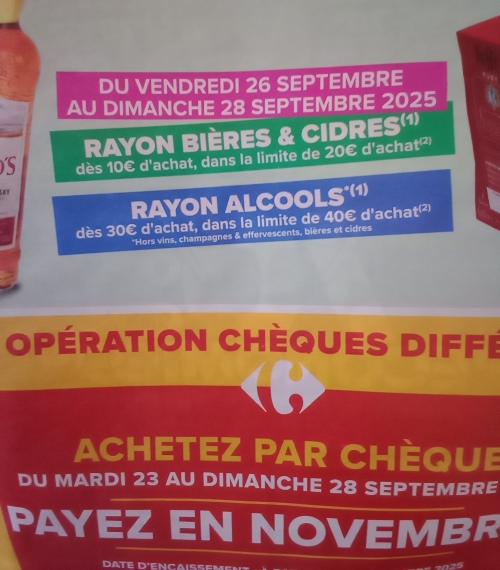 DU VENDREDI 26 SEPTEMBRE
AU DIMANCHE 28 SEPTEMBRE 2025
RAYON BIÈRES & CIDRES(1)
dès 10€ d'achat, dans la limite de 20€ d'achat(2)
RAYON ALCOOLS*(1)
dès 30€ d'achat, dans la limite de 40€ d'achat(2)
*Hors vins, champagnes & effervescents, bières et cidres
OPÉRATION CHÈQUES DIFFÉ
ACHETEZ PAR CHÈQUE
DU MARDI 23 AU DIMANCHE 28 SEPTEMBRE
PAYEZ EN NOVEMBR
DATE D'ENCAISSEMENT